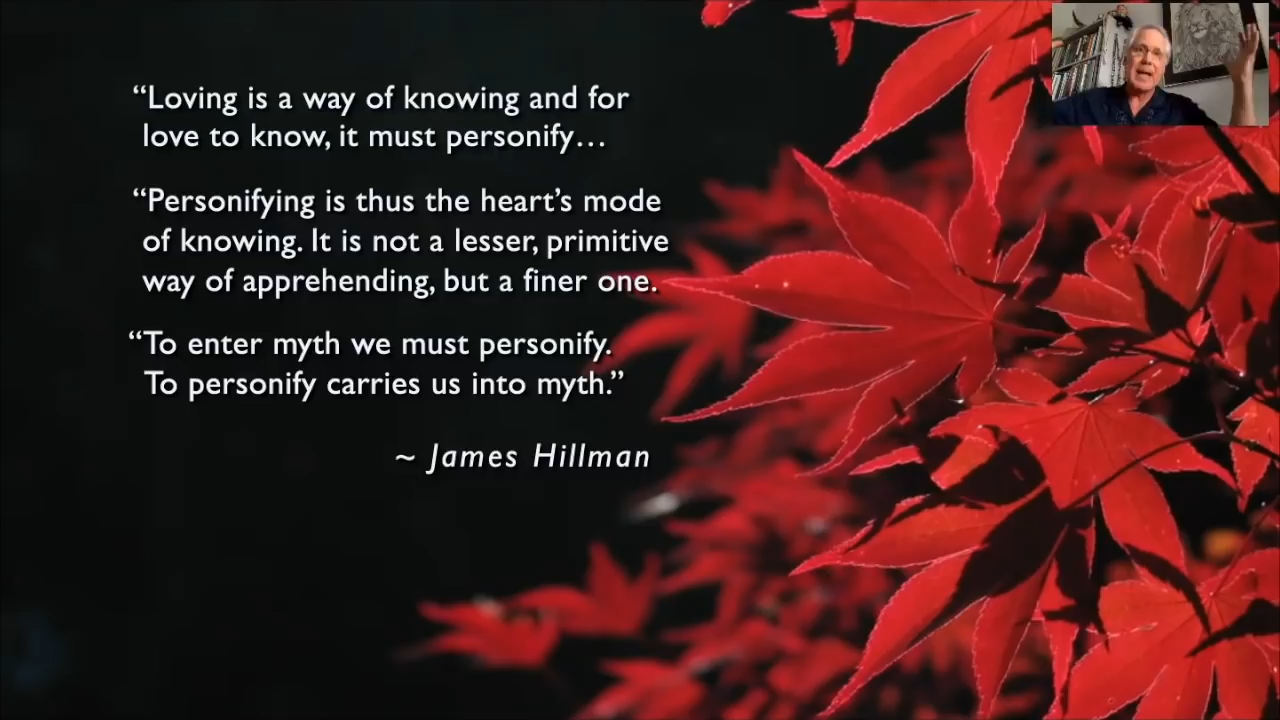 “Loving is a way of knowing and for
love to know, it must personify…
“Personifying is thus the heart’s mode
of knowing. It is not a lesser, primitive
way of apprehending, but a finer one.
“To enter myth we must personify.
To personify carries us into myth.”
~ James Hillman